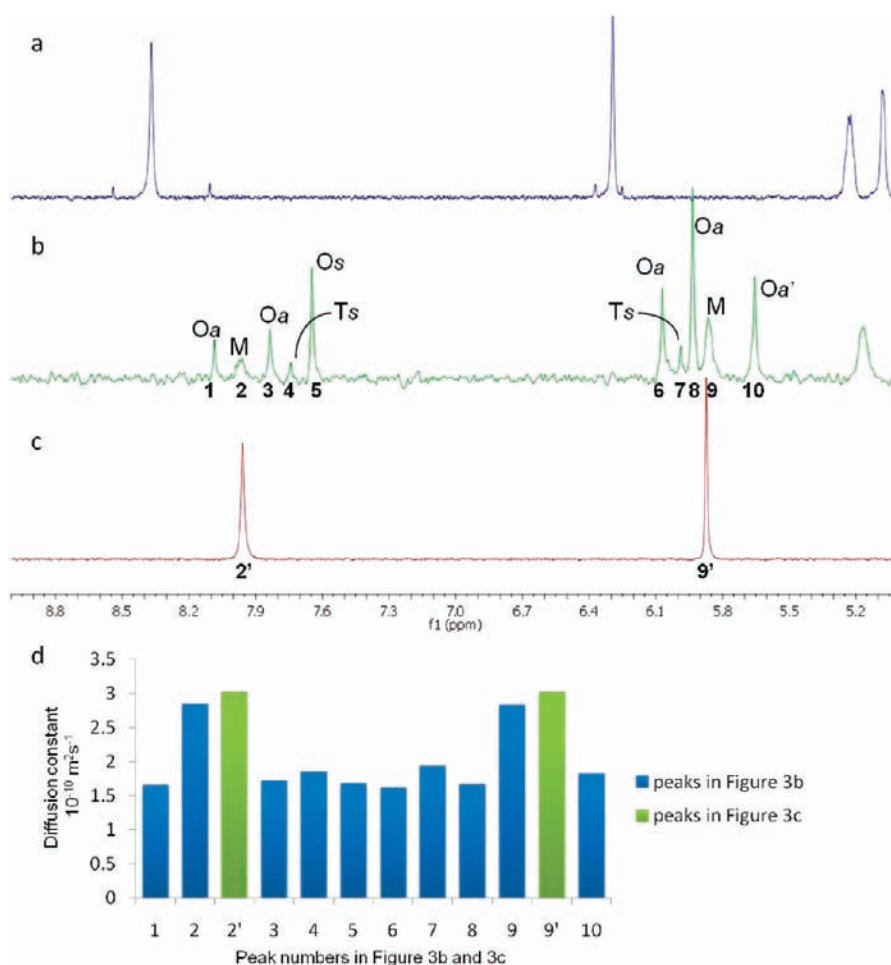 a
b
Oa
M
Oa
Ts
Os
Oa
Ts
Oa
M
Oa'
1 2 3 4 5 6 7 8 9 10
c
2' 9'
8.8 8.5 8.2 7.9 7.6 7.3 7.0 6.7 6.4 6.1 5.8 5.5 5.2
f1 (ppm)
d
3.5
3
2.5
2
1.5
1
0.5
0
Diffusion constant
10⁻¹⁰ m²s⁻¹
1 2 2' 3 4 5 6 7 8 9 9' 10
Peak numbers in Figure 3b and 3c
peaks in Figure 3b
peaks in Figure 3c